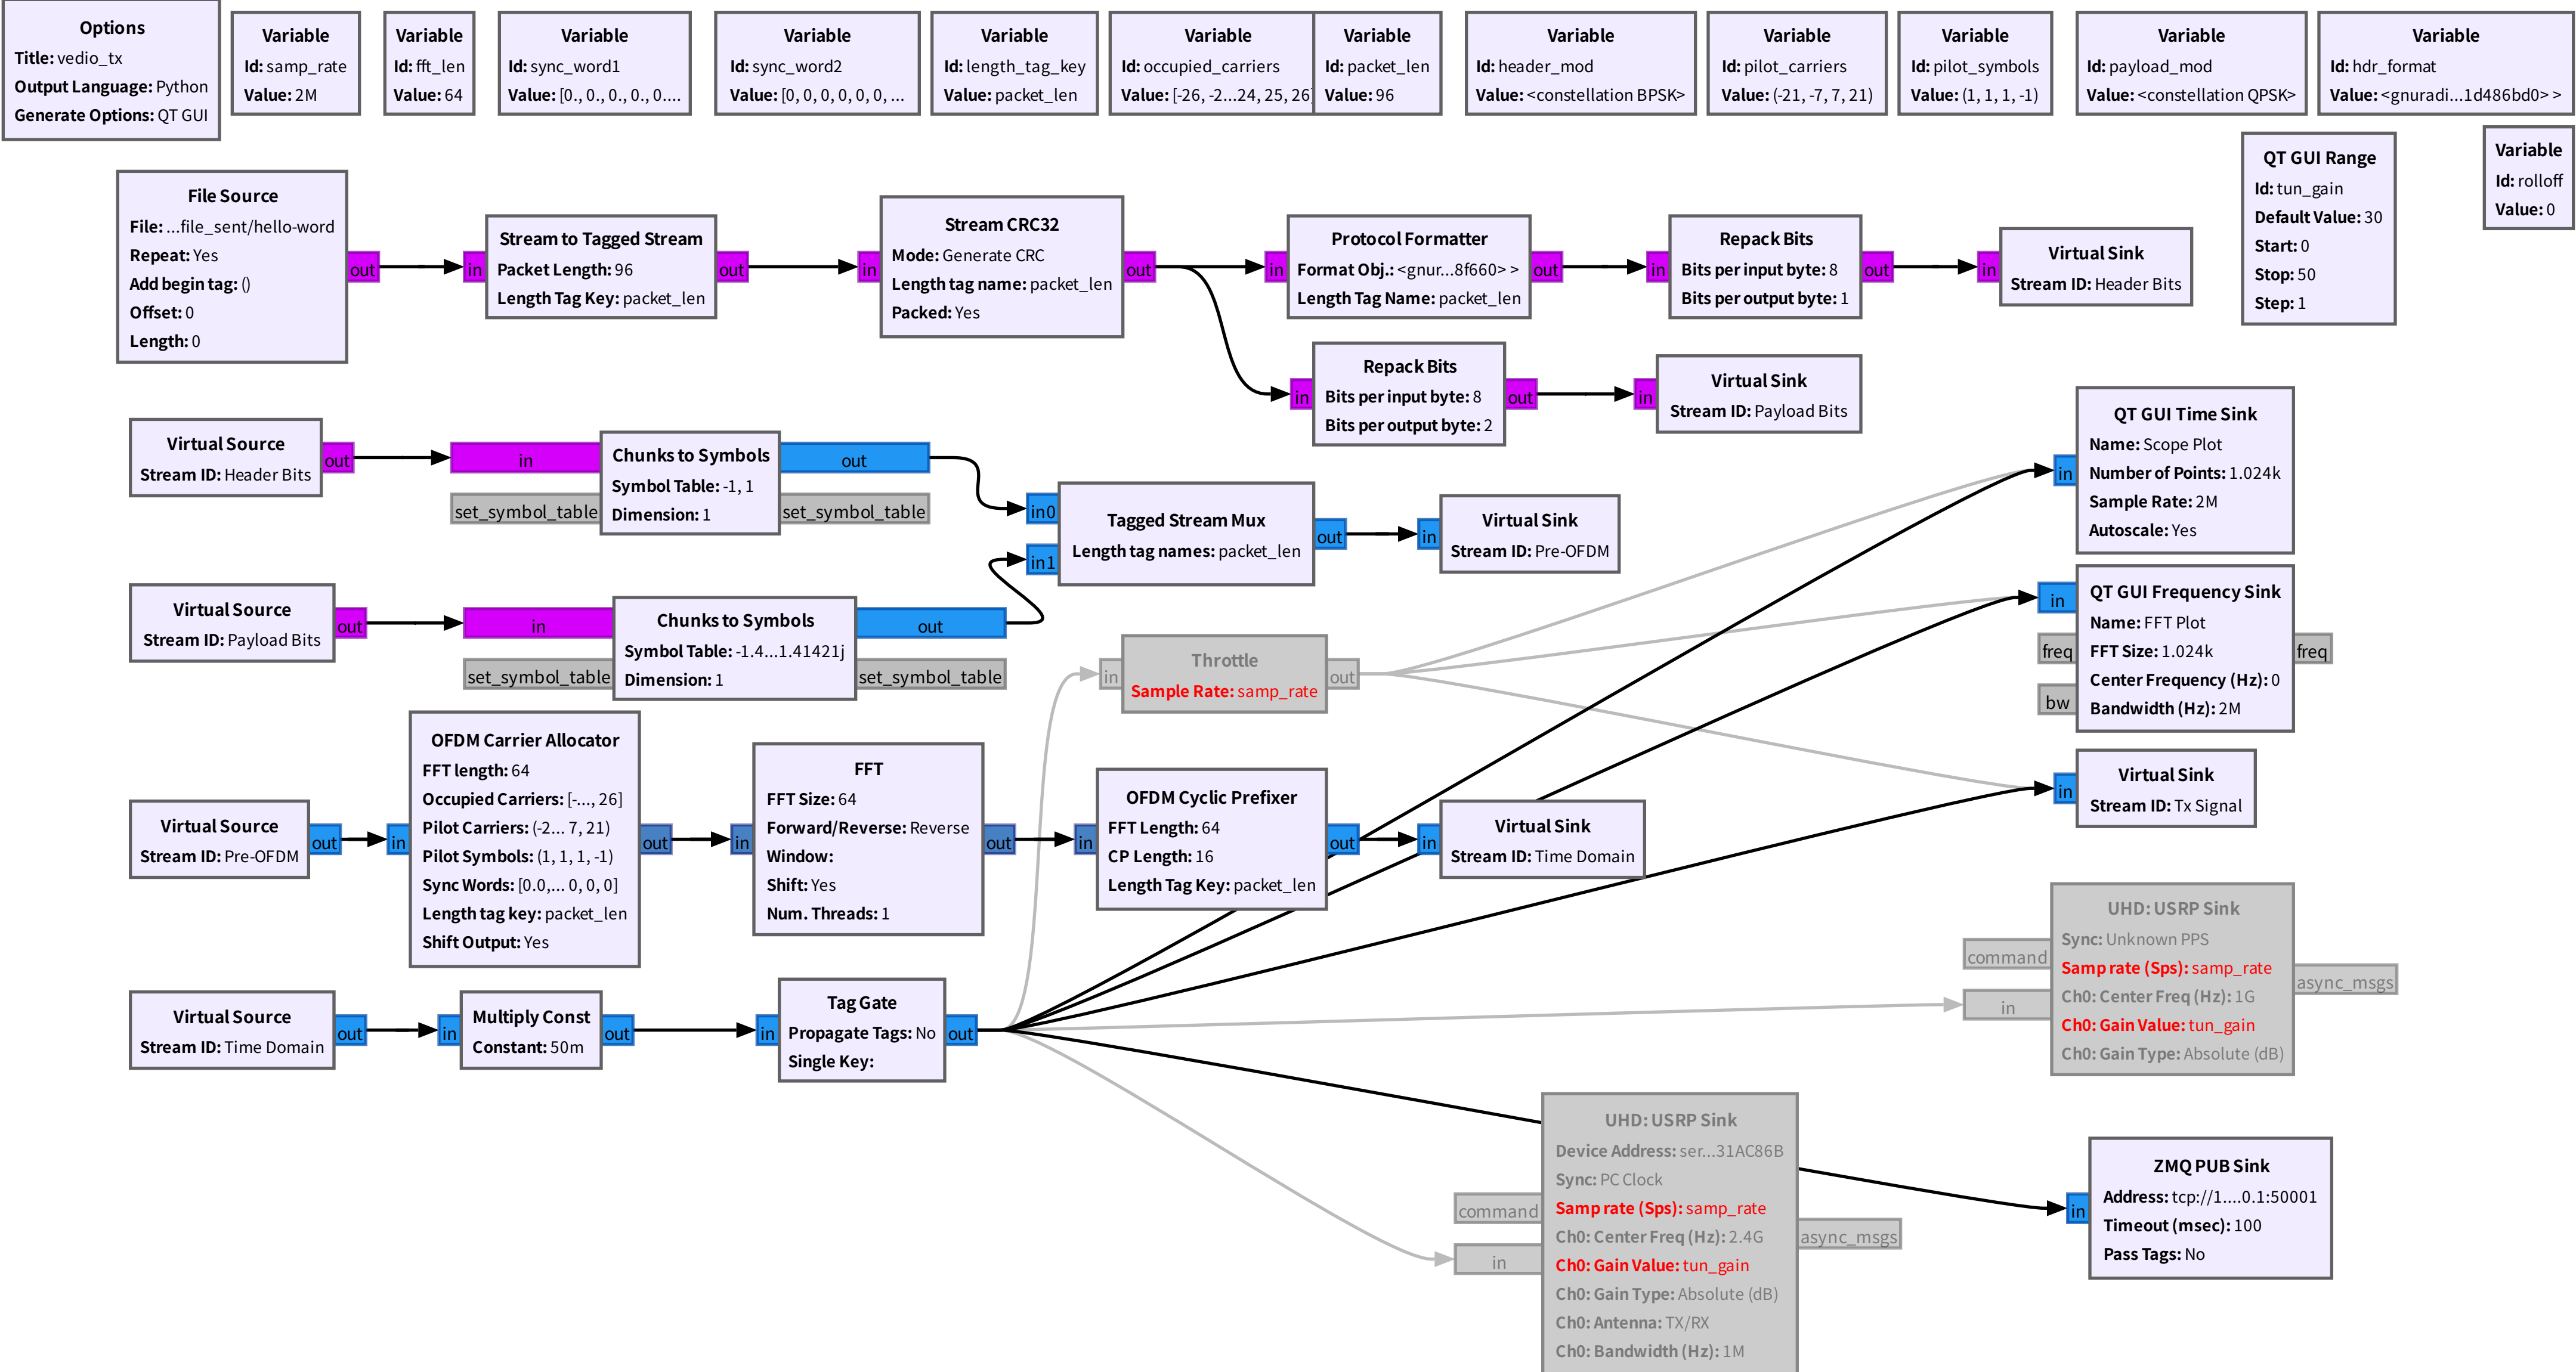 Options
Title: vedio_tx
Output Language: Python
Generate Options: QT GUI
Variable
Id: samp_rate
Value: 2M
Variable
Id: fft_len
Value: 64
Variable
Id: sync_word1
Value: [0., 0., 0., 0., 0....
Variable
Id: sync_word2
Value: [0, 0, 0, 0, 0, 0, ...
Variable
Id: length_tag_key
Value: packet_len
Variable
Id: occupied_carriers
Value: [-26, -2...24, 25, 26]
Variable
Id: packet_len
Value: 96
Variable
Id: header_mod
Value: <constellation BPSK>
Variable
Id: pilot_carriers
Value: (-21, -7, 7, 21)
Variable
Id: pilot_symbols
Value: (1, 1, 1, -1)
Variable
Id: payload_mod
Value: <constellation QPSK>
Variable
Id: hdr_format
Value: <gnuradi...1d486bd0> >
QT GUI Range
Id: tun_gain
Default Value: 30
Start: 0
Stop: 50
Step: 1
Variable
Id: rolloff
Value: 0
File Source
File: ...file_sent/hello-word
Repeat: Yes
Add begin tag: ()
Offset: 0
Length: 0
out
in
Stream to Tagged Stream
Packet Length: 96
Length Tag Key: packet_len
out
in
Stream CRC32
Mode: Generate CRC
Length tag name: packet_len
Packed: Yes
out
in
Protocol Formatter
Format Obj.: <gnur...8f660> >
Length Tag Name: packet_len
out
in
Repack Bits
Bits per input byte: 8
Bits per output byte: 1
out
in
Virtual Sink
Stream ID: Header Bits
in
Repack Bits
Bits per input byte: 8
Bits per output byte: 2
out
in
Virtual Sink
Stream ID: Payload Bits
Virtual Source
Stream ID: Header Bits
out
in
set_symbol_table
Chunks to Symbols
Symbol Table: -1, 1
Dimension: 1
out
set_symbol_table
in0
in1
Tagged Stream Mux
Length tag names: packet_len
out
in
Virtual Sink
Stream ID: Pre-OFDM
in
QT GUI Time Sink
Name: Scope Plot
Number of Points: 1.024k
Sample Rate: 2M
Autoscale: Yes
Virtual Source
Stream ID: Payload Bits
out
in
set_symbol_table
Chunks to Symbols
Symbol Table: -1.4...1.41421j
Dimension: 1
out
set_symbol_table
in
Throttle
Sample Rate: samp_rate
out
in
freq
bw
QT GUI Frequency Sink
Name: FFT Plot
FFT Size: 1.024k
Center Frequency (Hz): 0
Bandwidth (Hz): 2M
freq
Virtual Source
Stream ID: Pre-OFDM
out
in
OFDM Carrier Allocator
FFT length: 64
Occupied Carriers: [-..., 26]
Pilot Carriers: (-2... 7, 21)
Pilot Symbols: (1, 1, 1, -1)
Sync Words: [0.0,... 0, 0, 0]
Length tag key: packet_len
Shift Output: Yes
out
in
FFT
FFT Size: 64
Forward/Reverse: Reverse
Window:
Shift: Yes
Num. Threads: 1
out
in
OFDM Cyclic Prefixer
FFT Length: 64
CP Length: 16
Length Tag Key: packet_len
out
in
Virtual Sink
Stream ID: Time Domain
in
Virtual Sink
Stream ID: Tx Signal
Virtual Source
Stream ID: Time Domain
out
in
Multiply Const
Constant: 50m
out
in
Tag Gate
Propagate Tags: No
Single Key:
out
command
in
UHD: USRP Sink
Sync: Unknown PPS
Samp rate (Sps): samp_rate
Ch0: Center Freq (Hz): 1G
Ch0: Gain Value: tun_gain
Ch0: Gain Type: Absolute (dB)
async_msgs
command
in
UHD: USRP Sink
Device Address: ser...31AC86B
Sync: PC Clock
Samp rate (Sps): samp_rate
Ch0: Center Freq (Hz): 2.4G
Ch0: Gain Value: tun_gain
Ch0: Gain Type: Absolute (dB)
Ch0: Antenna: TX/RX
Ch0: Bandwidth (Hz): 1M
async_msgs
in
ZMQ PUB Sink
Address: tcp://1....0.1:50001
Timeout (msec): 100
Pass Tags: No